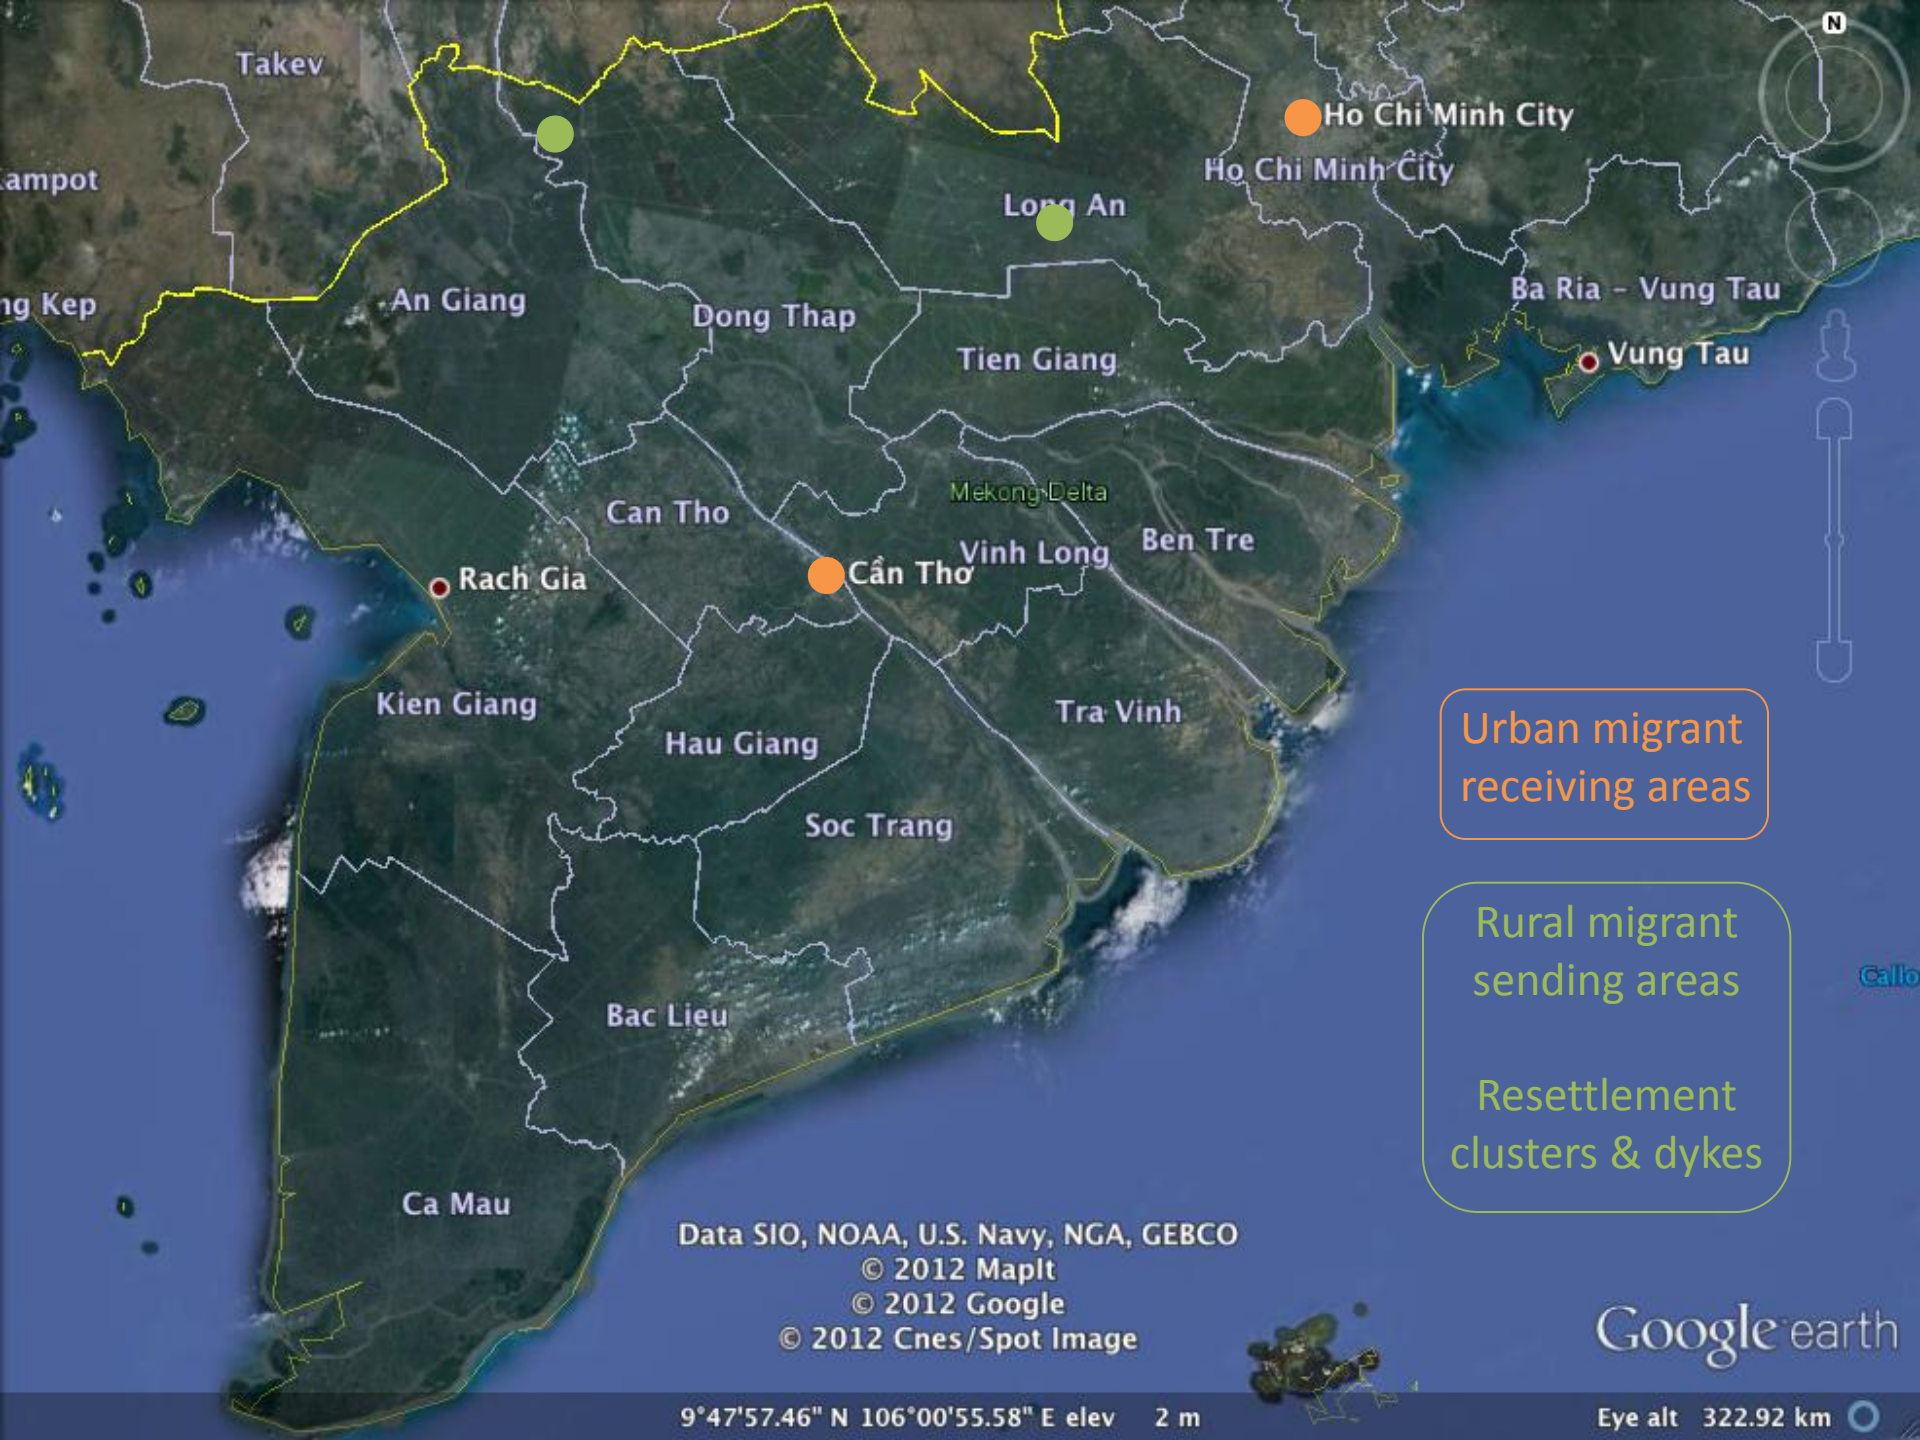 N
Takev
Ho Chi Minh City
Ho Chi Minh City
ampot
Long An
An Giang
Dong Thap
Ba Ria – Vung Tau
ng Kep
Tien Giang
Vung Tau
Mekong Delta
Can Tho
Ben Tre
Vinh Long
Cần Thơ
Rach Gia
Kien Giang
Tra Vinh
Hau Giang
Soc Trang
Bac Lieu
Ca Mau
Urban migrant
receiving areas
Rural migrant
sending areas
Resettlement
clusters & dykes
Callo
Data SIO, NOAA, U.S. Navy, NGA, GEBCO
© 2012 MapIt
© 2012 Google
© 2012 Cnes/Spot Image
Google earth
9°47'57.46" N 106°00'55.58" E elev 2 m
Eye alt 322.92 km